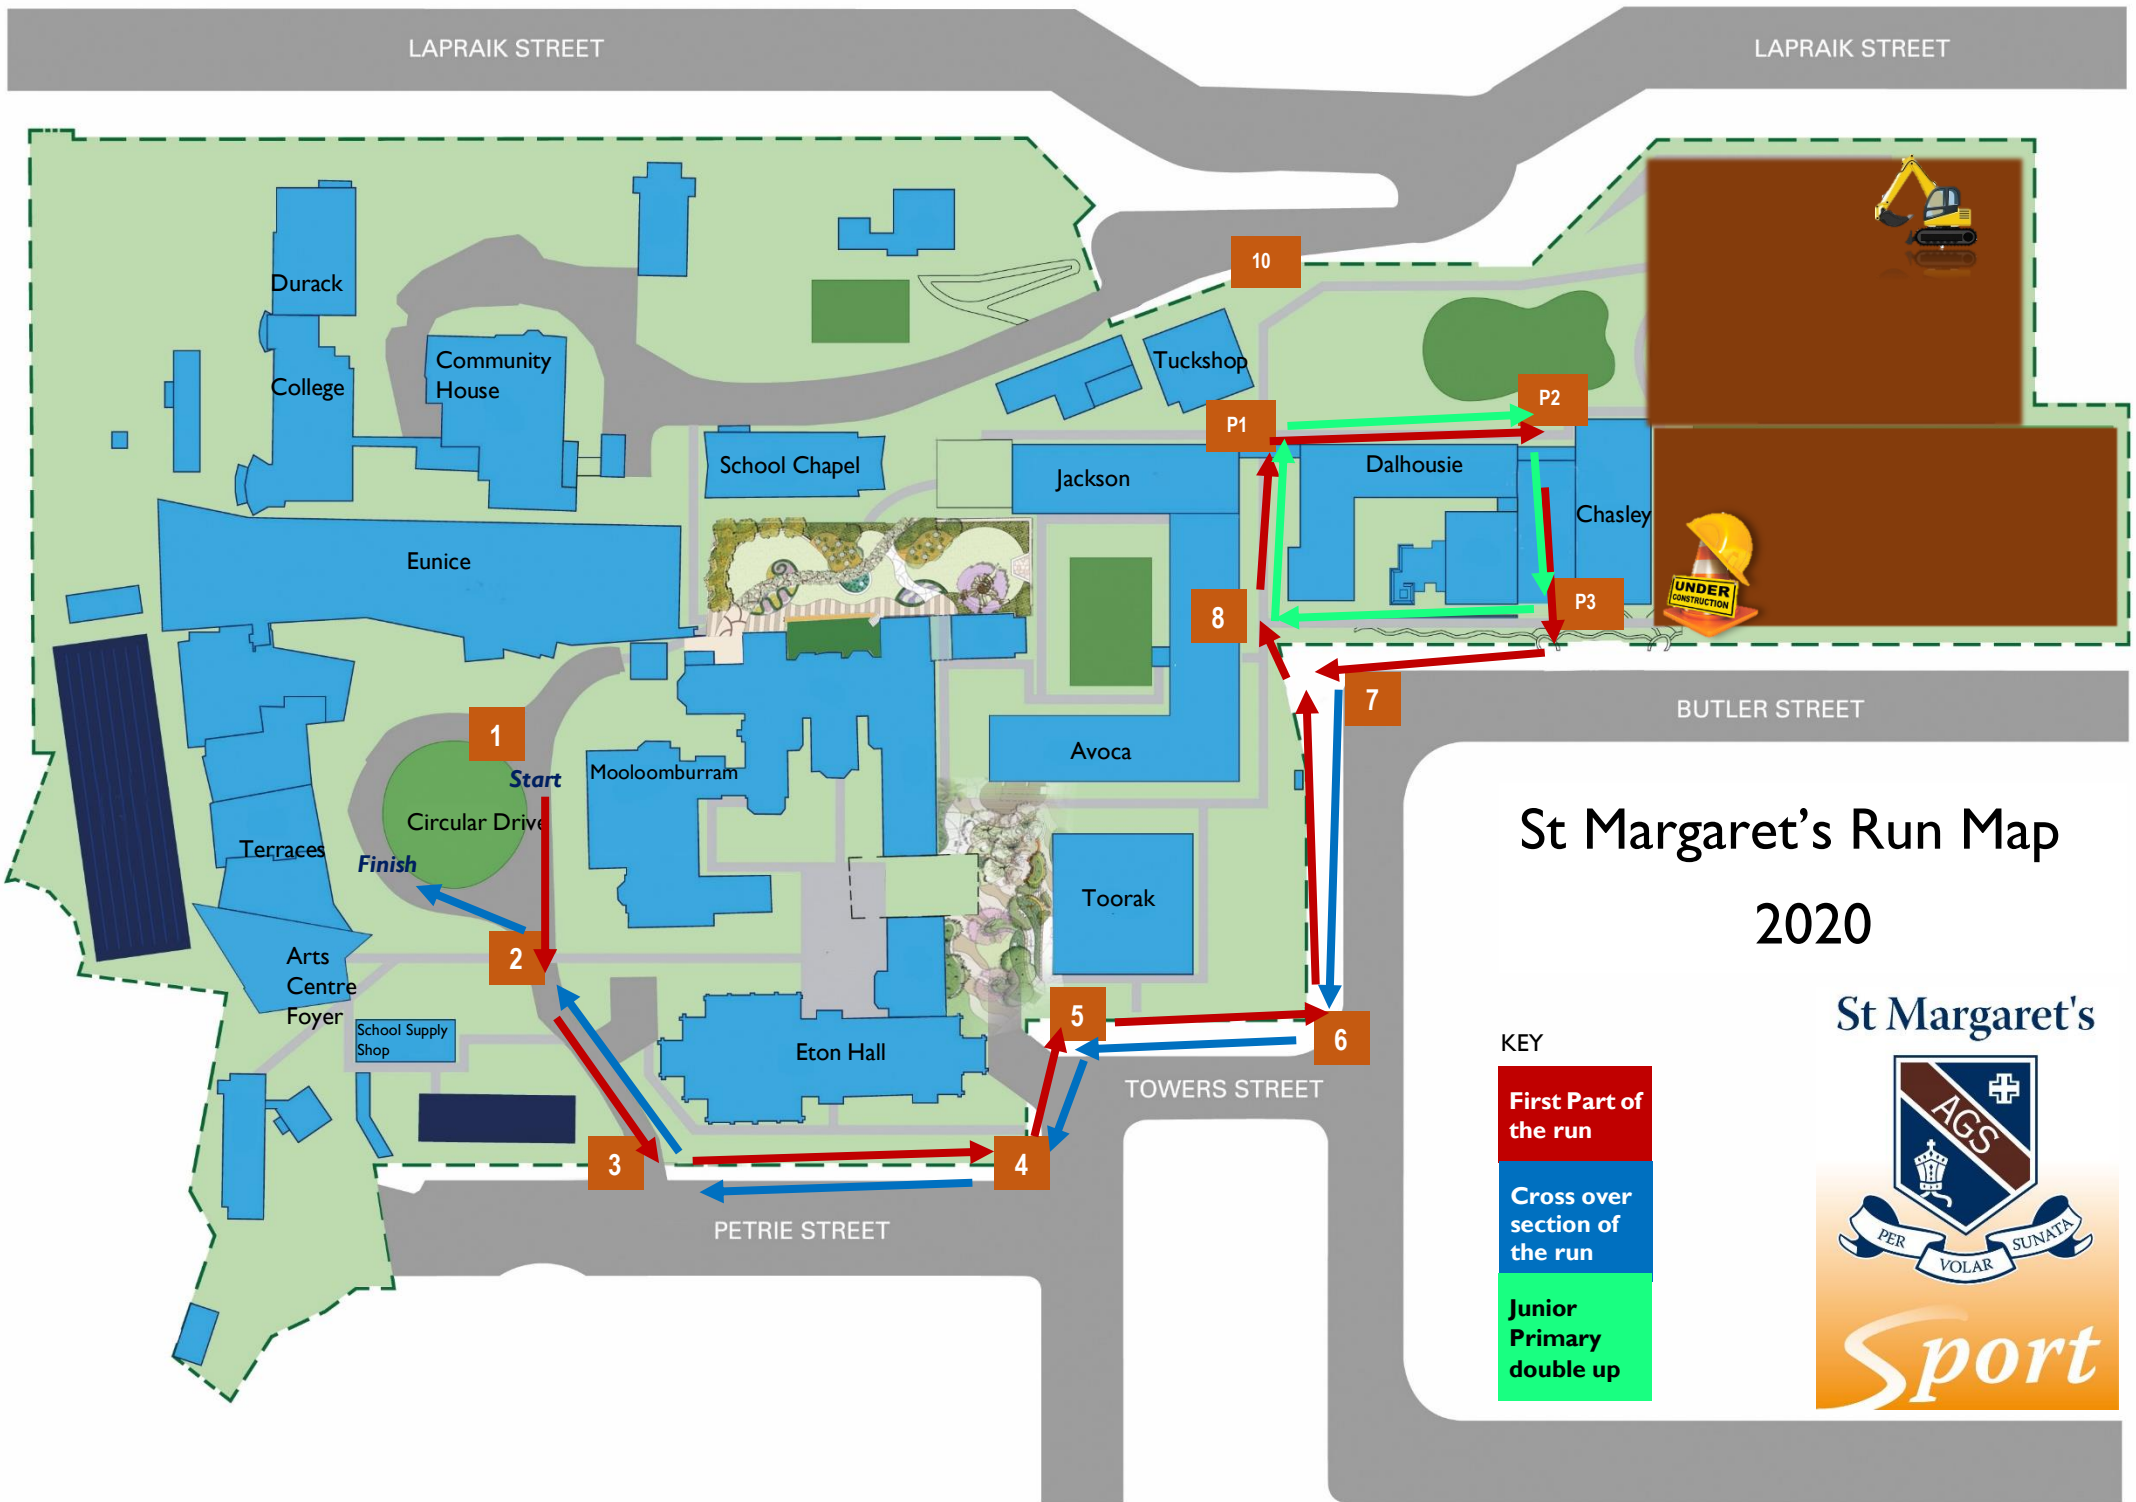 LAPRAIK STREET
LAPRAIK STREET
10
Durack
Community
House
College
Tuckshop
P1
P2
School Chapel
Jackson
Dalhousie
Chasley
Eunice
UNDER
CONSTRUCTION
P3
8
7
BUTLER STREET
1
Start
Mooloomburram
Avoca
Circular Drive
Terraces
Finish
Toorak
St Margaret’s Run Map
2020
2
Arts
Centre
Foyer
School Supply
Shop
5
6
Eton Hall
TOWERS STREET
3
4
PETRIE STREET
KEY
First Part of
the run
Cross over
section of
the run
Junior
Primary
double up
St Margaret's
AGS
PER
VOLAR
SUNATA
Sport